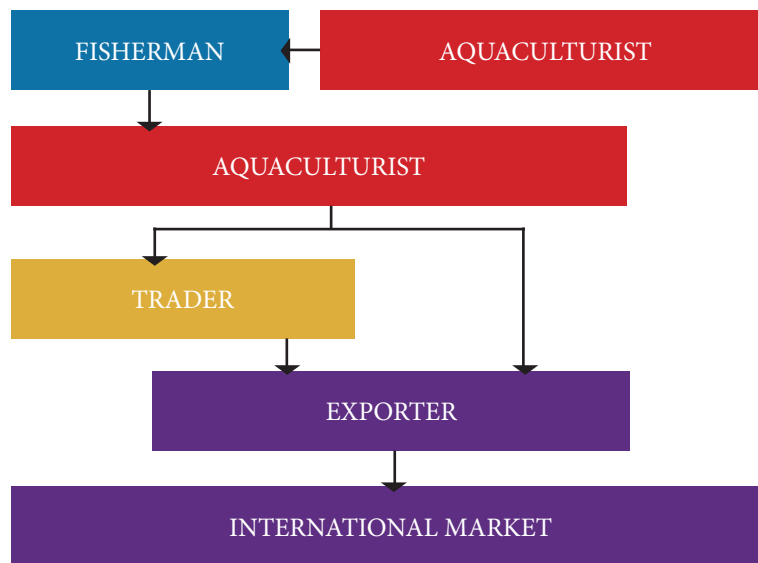 FISHERMAN
AQUACULTURIST
AQUACULTURIST
TRADER
EXPORTER
INTERNATIONAL MARKET